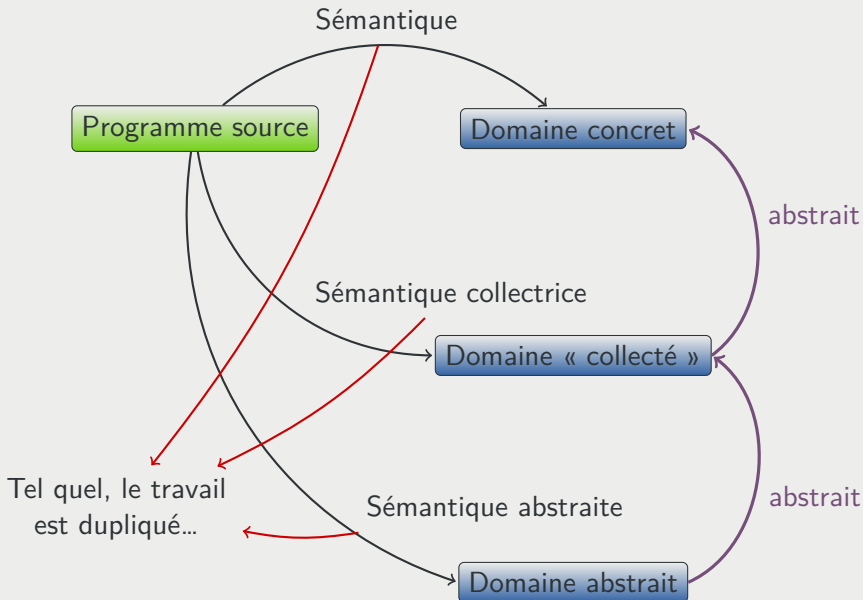 Sémantique
Programme source
Domaine concret
abstrait
Sémantique collectrice
Domaine « collecté »
Tel quel, le travail
est dupliqué…
Sémantique abstraite
abstrait
Domaine abstrait